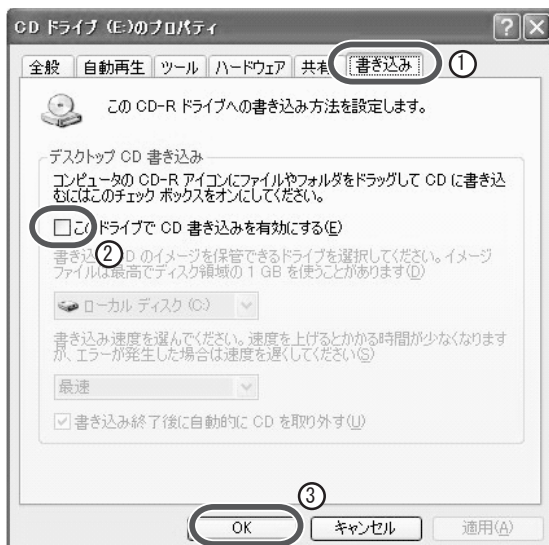 CD ドライブ (E:)のプロパティ
全般 自動再生 ツール ハードウェア 共有 書き込み ①
この CD-R ドライブへの書き込み方法を設定します。
デスクトップ CD 書き込み
コンピュータの CD-R アイコンにファイルやフォルダをドラッグして CD に書き込
むにはこのチェック ボックスをオンにしてください。
このドライブで CD 書き込みを有効にする(E)
②
書き込む CD のイメージを保管できるドライブを選択してください。イメージ
ファイルは最高でディスク領域の 1 GB を使うことがあります(D)
ローカル ディスク (C:)
書き込み速度を選んでください。速度を上げるとかかる時間が少なくなります
が、エラーが発生した場合は速度を遅くしてください(S)
最速
書き込み終了後に自動的に CD を取り外す(U)
③
OK キャンセル 適用(A)